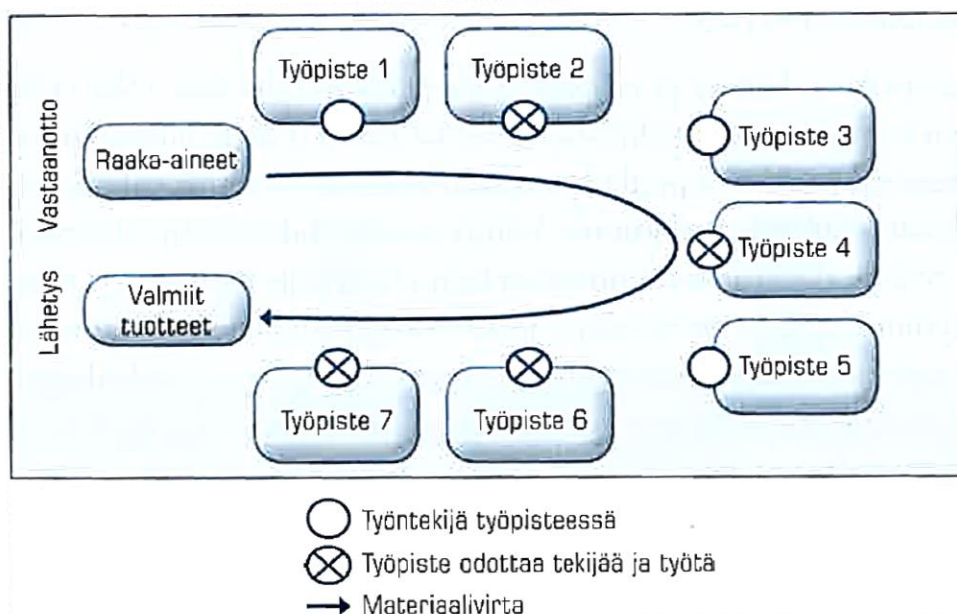 Työpiste 1
Työpiste 2
Työpiste 3
Vastaanotto
Raaka-aineet
Työpiste 4
Lähetys
Valmiit
tuotteet
Työpiste 5
Työpiste 7
Työpiste 6
Työntekijä työpisteessä
Työpiste odottaa tekijää ja työtä
Materiaalivirta